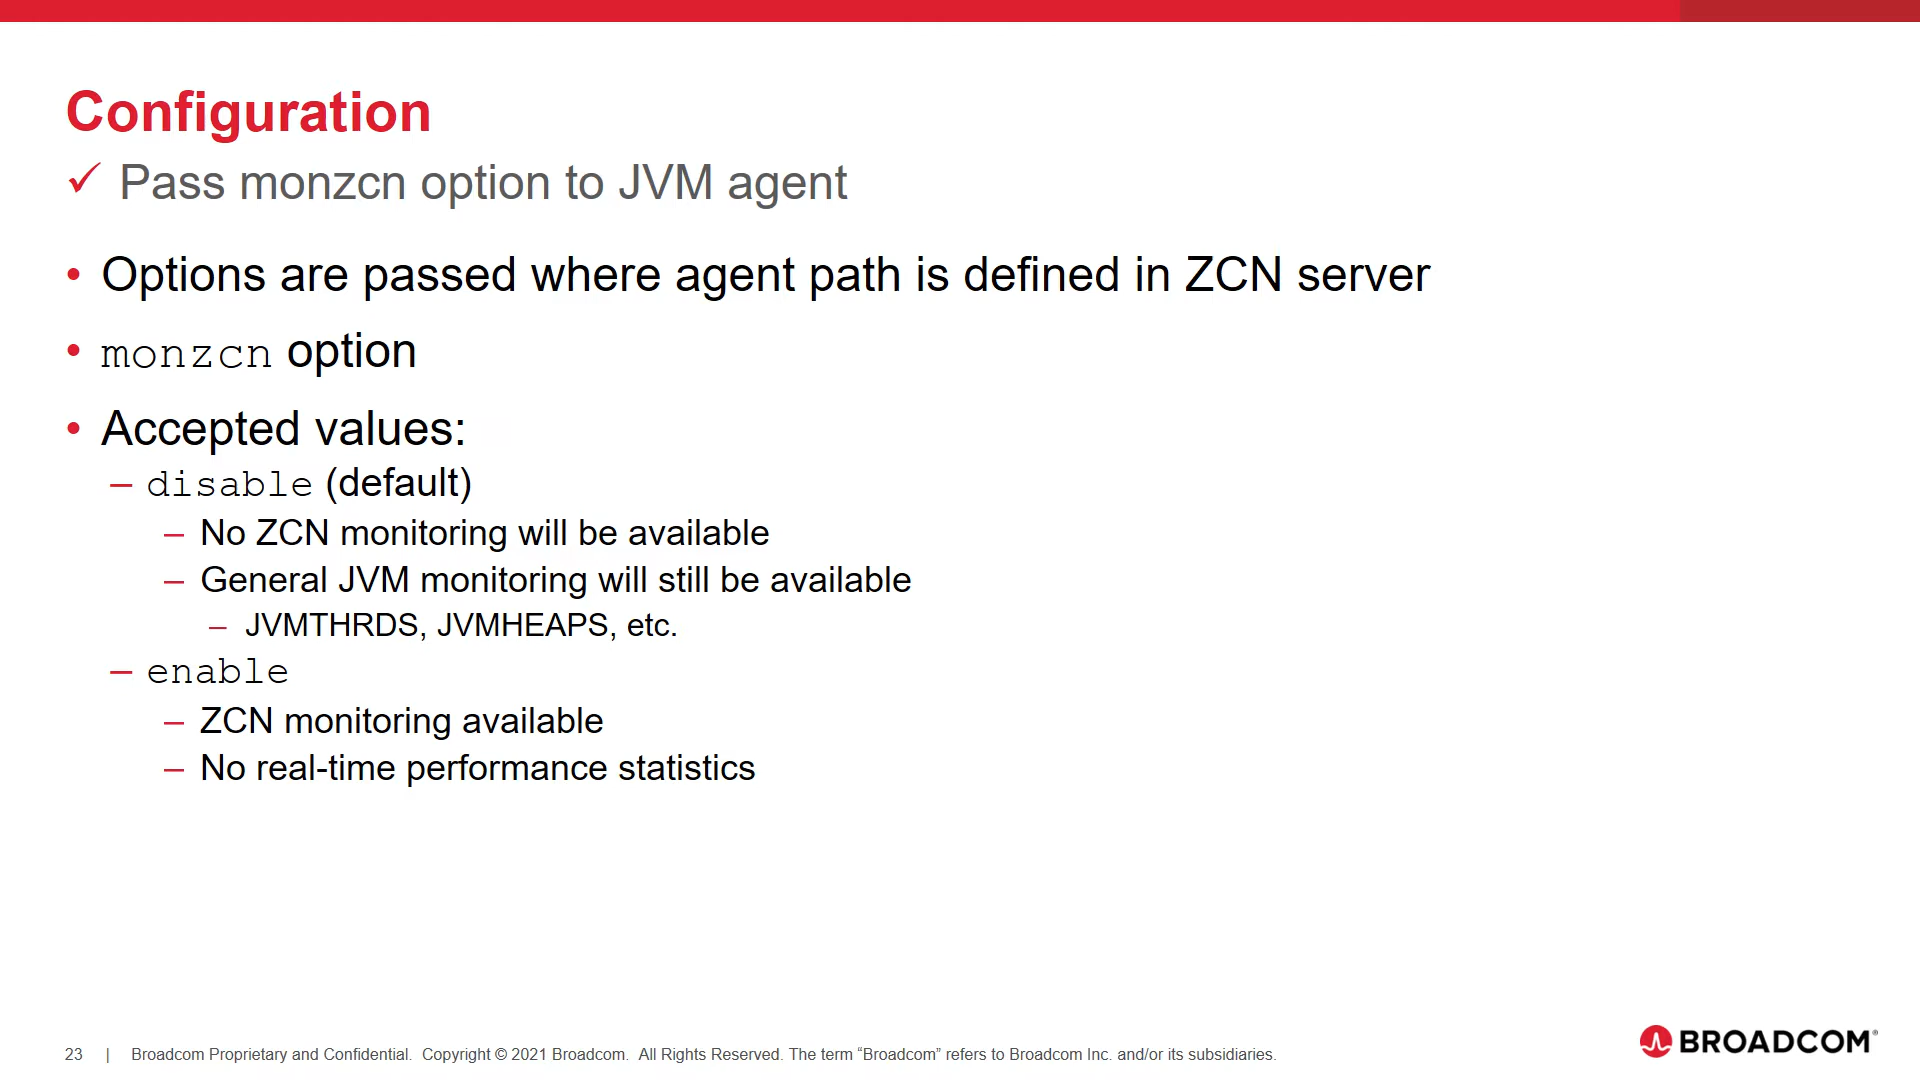 Configuration
✓ Pass monzcn option to JVM agent
• Options are passed where agent path is defined in ZCN server
• monzcn option
• Accepted values:
– disable (default)
– No ZCN monitoring will be available
– General JVM monitoring will still be available
– JVMTHRDS, JVMHEAPS, etc.
– enable
– ZCN monitoring available
– No real-time performance statistics
23 | Broadcom Proprietary and Confidential. Copyright © 2021 Broadcom. All Rights Reserved. The term “Broadcom” refers to Broadcom Inc. and/or its subsidiaries.
BROADCOM®